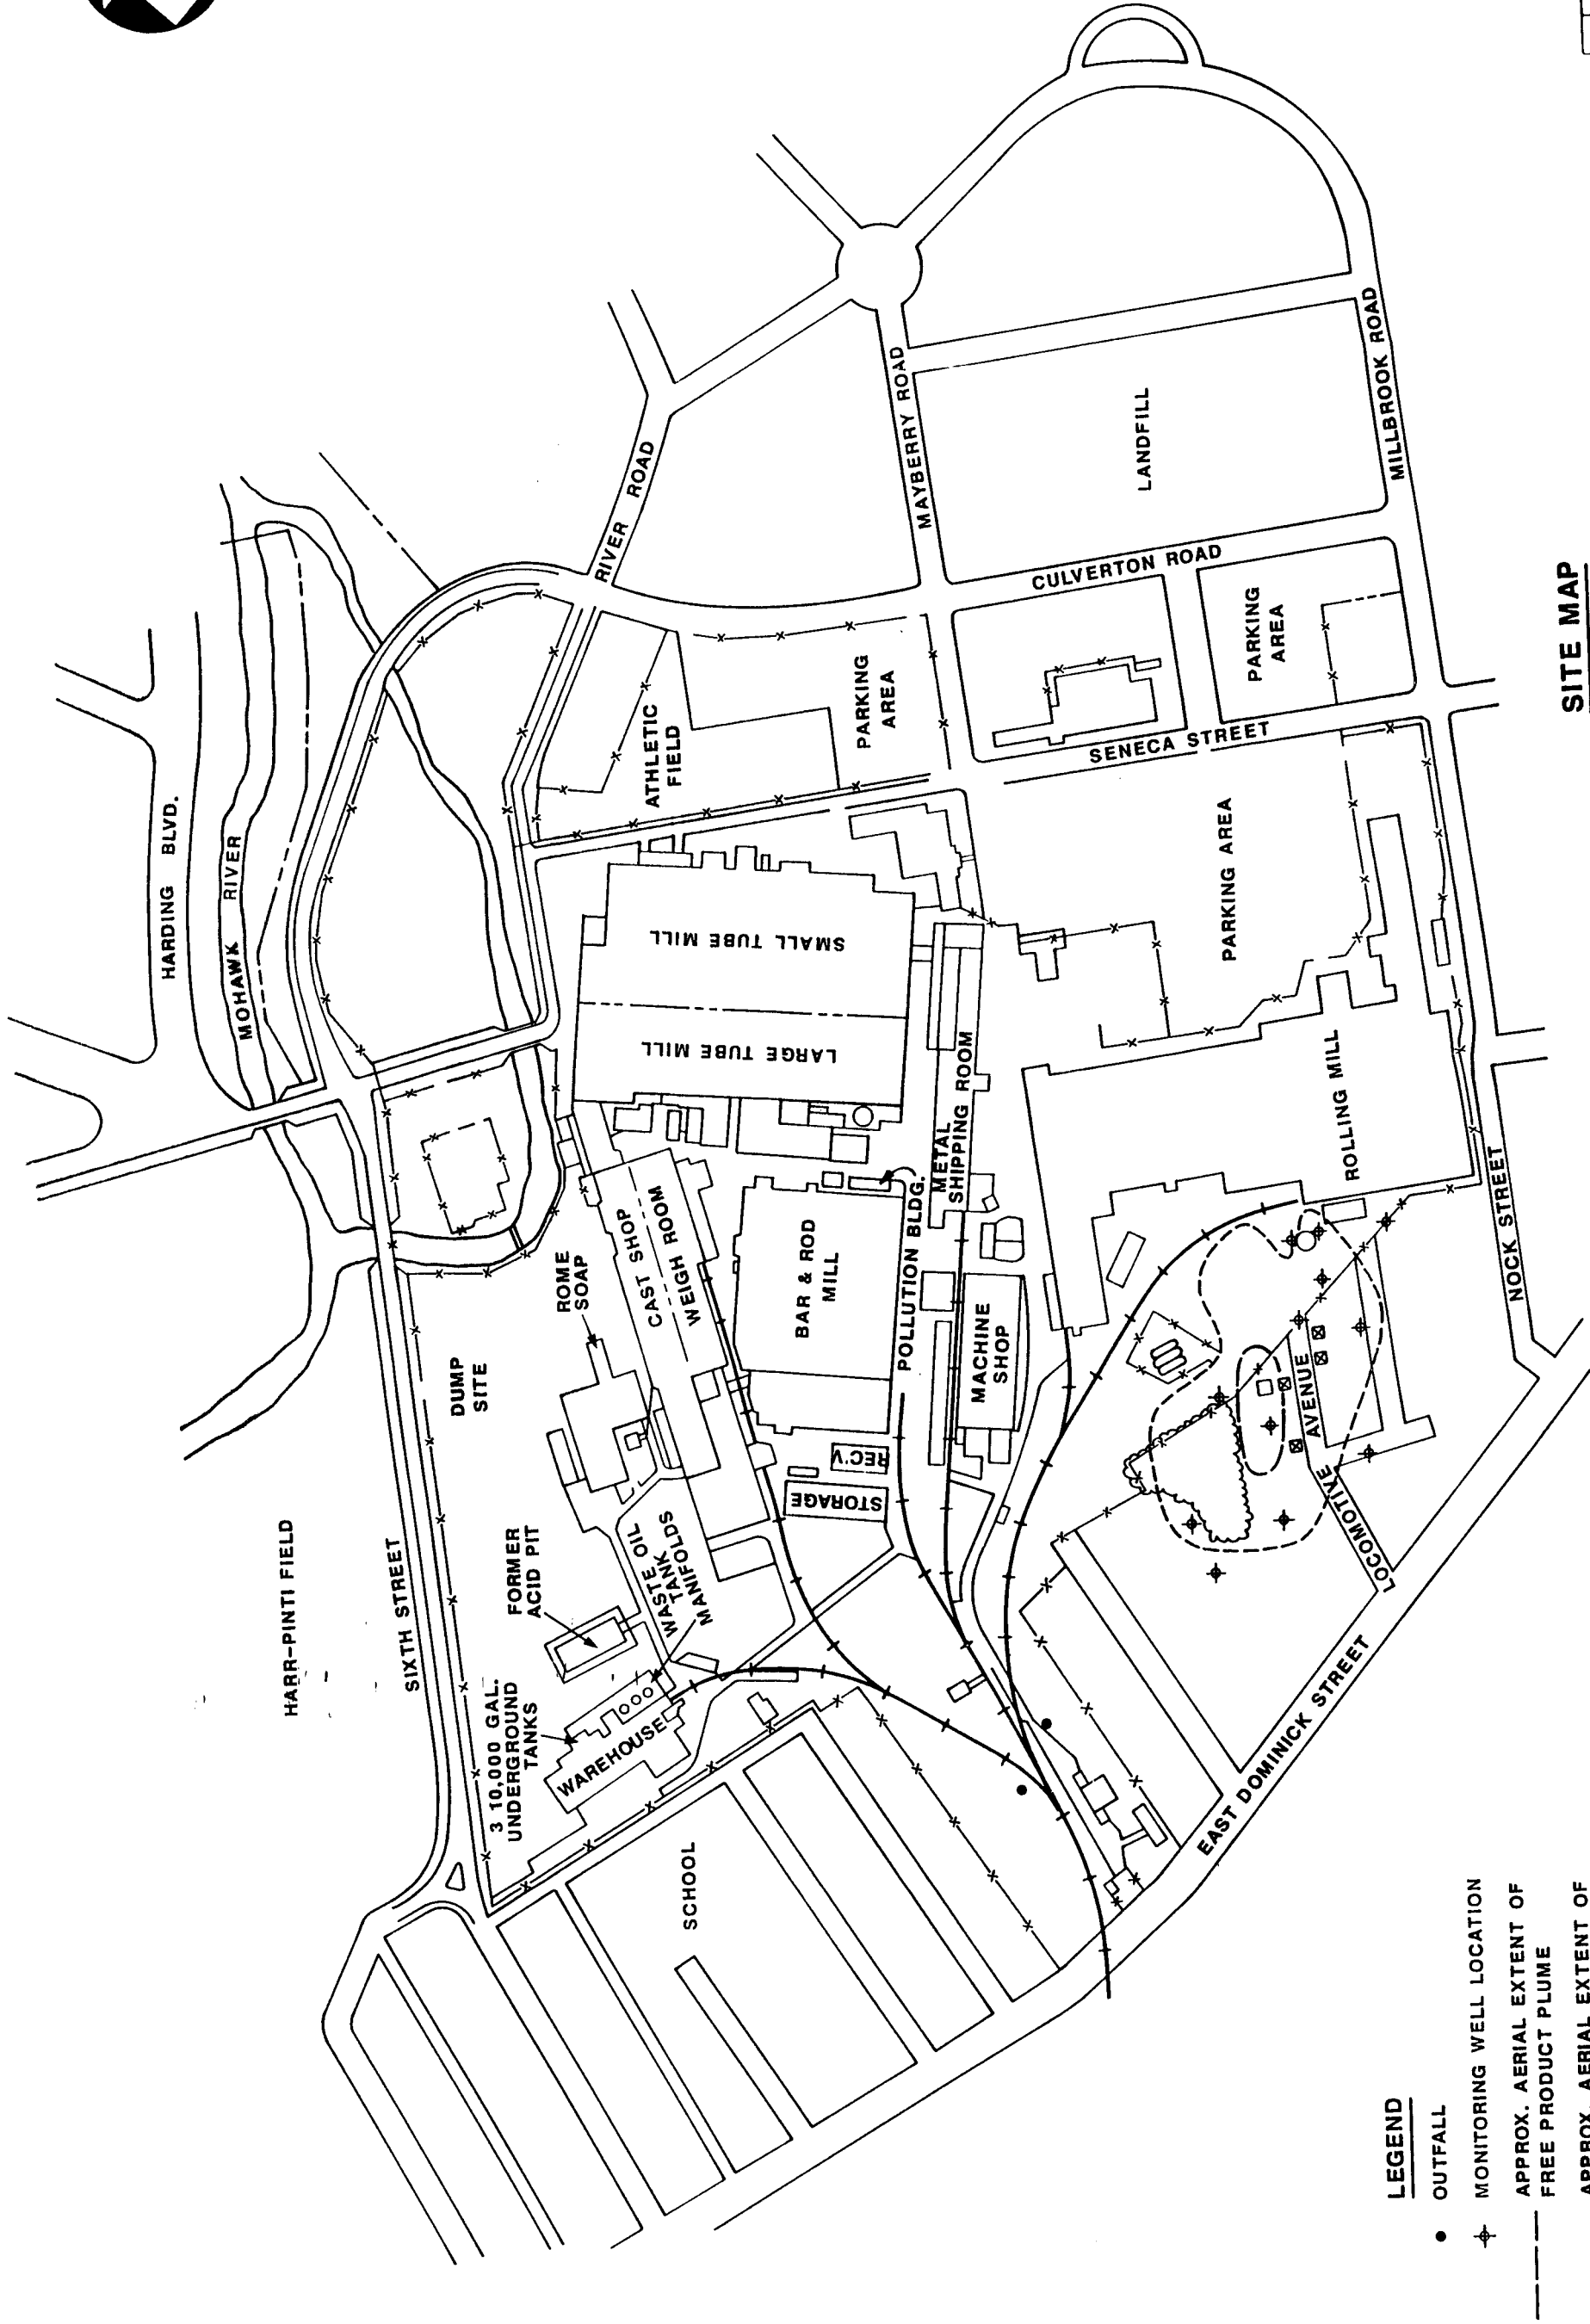 HARDING BLVD.
MOHAWK RIVER
RIVER ROAD
MAYBERRY ROAD
LANDFILL
MILLBROOK ROAD
CULVERTON ROAD
PARKING
AREA
SENECA STREET
PARKING
AREA
ATHLETIC
FIELD
PARKING AREA
SMALL TUBE MILL
LARGE TUBE MILL
METAL
SHIPPING ROOM
ROLLING MILL
NOCK STREET
POLLUTION BLDG.
BAR & ROD
MILL
CAST SHOP
WEIGH ROOM
ROME
SOAP
DUMP
SITE
MACHINE
SHOP
REC'V
STORAGE
HARR-PINTI FIELD
SIXTH STREET
FORMER
ACID PIT
WASTE OIL
TANK
MANIFOLDS
3 10,000 GAL.
UNDERGROUND
TANKS
WAREHOUSE
SCHOOL
LOCOMOTIVE AVENUE
EAST DOMINICK STREET
LEGEND
OUTFALL
MONITORING WELL LOCATION
APPROX. AERIAL EXTENT OF
FREE PRODUCT PLUME
APPROX. AERIAL EXTENT OF
SITE MAP